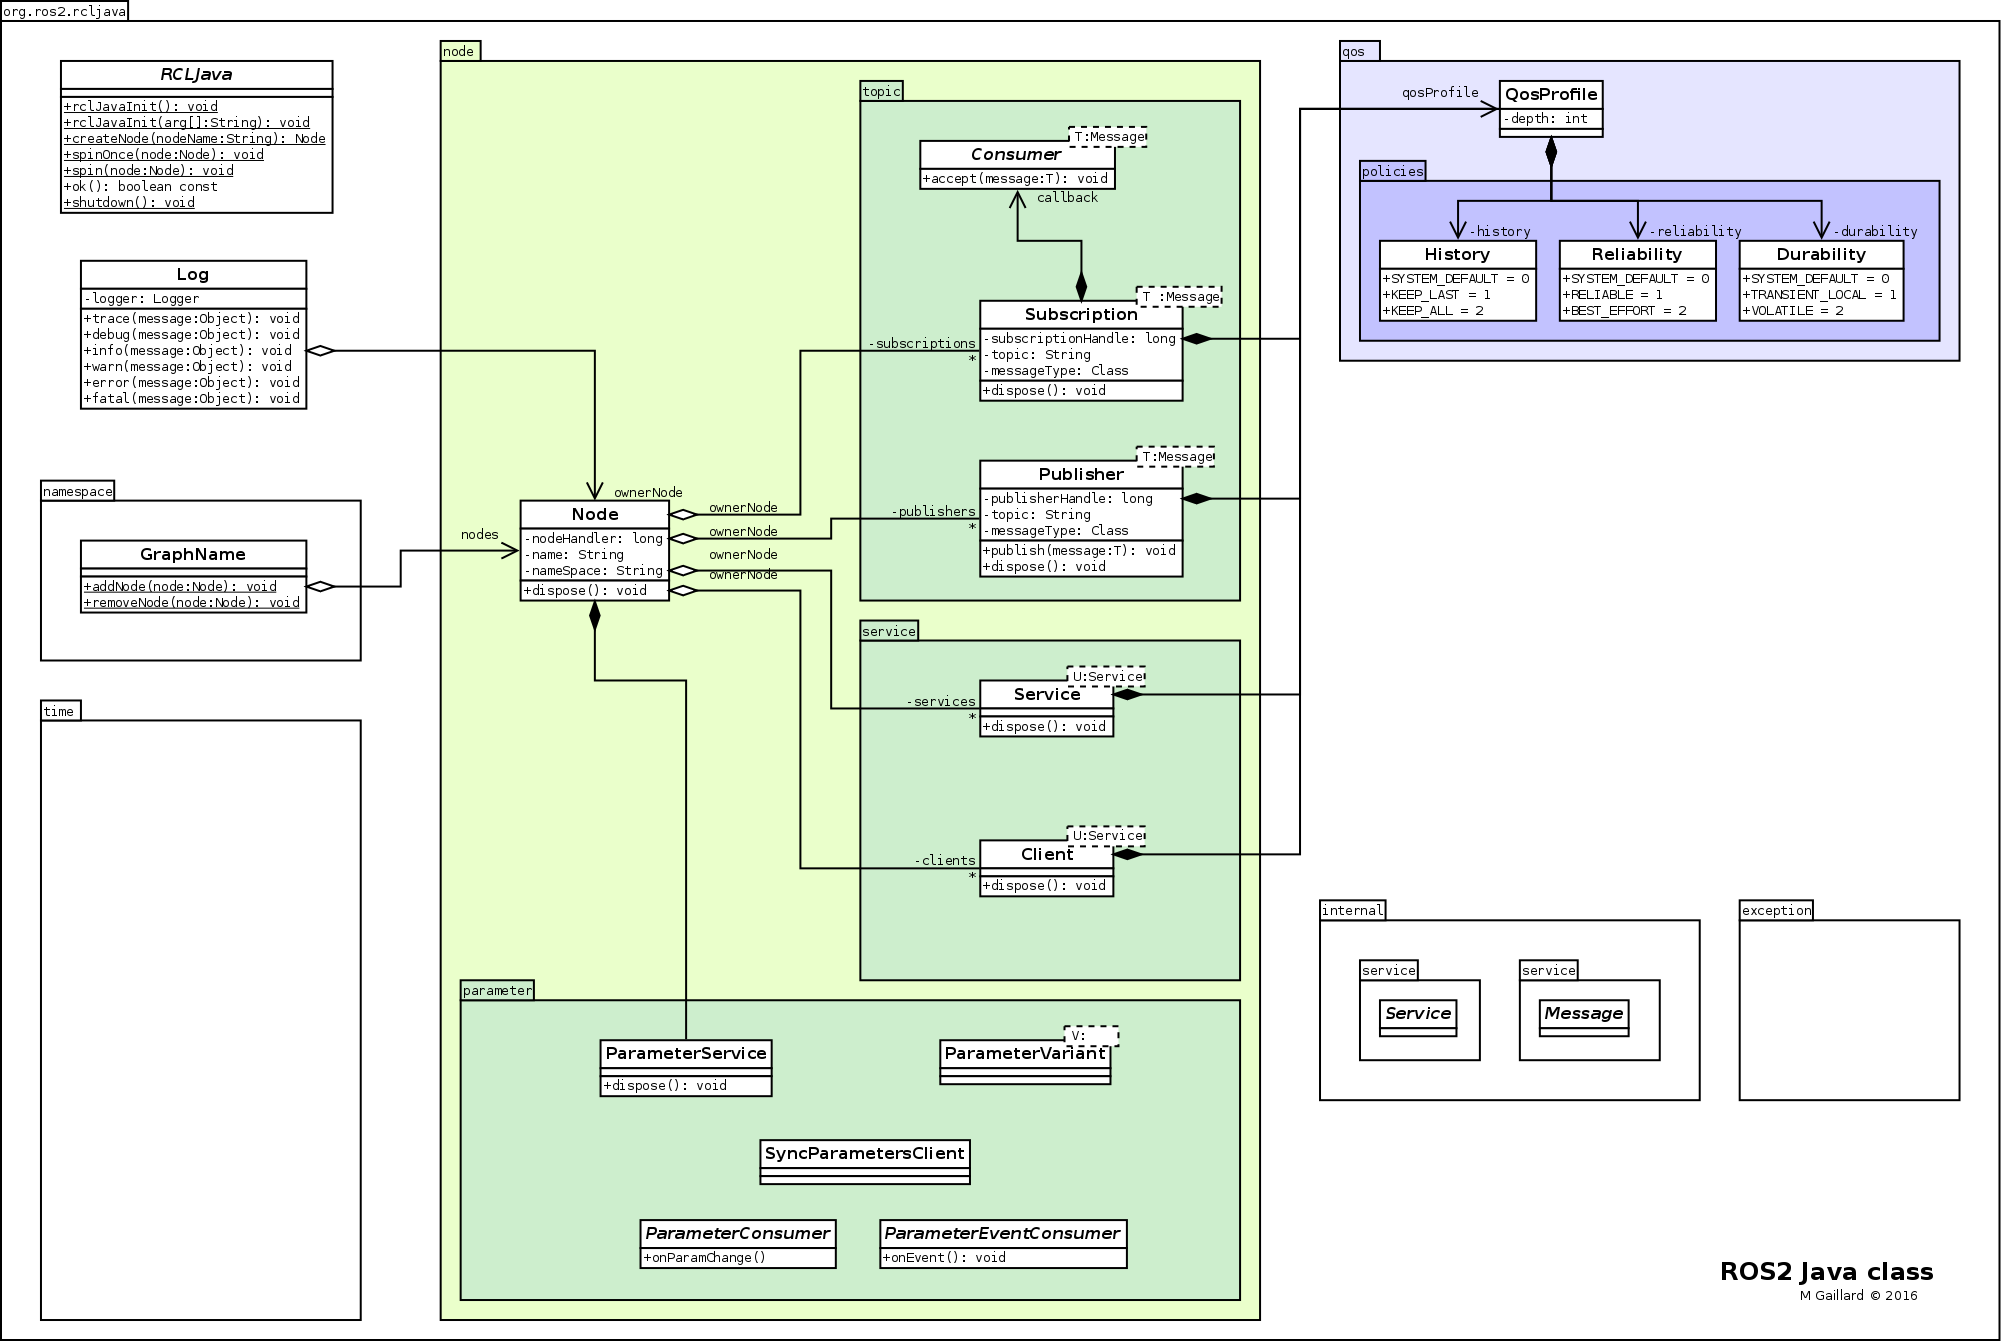 org.ros2.rcljava
RCLJava
+rclJavaInit(): void
+rclJavaInit(arg[]:String): void
+createNode(nodeName:String): Node
+spinOnce(node:Node): void
+spin(node:Node): void
+ok(): boolean const
+shutdown(): void
Log
-logger: Logger
+trace(message:Object): void
+debug(message:Object): void
+info(message:Object): void
+warn(message:Object): void
+error(message:Object): void
+fatal(message:Object): void
namespace
GraphName
+addNode(node:Node): void
+removeNode(node:Node): void
nodes
time
node
ownerNode
Node
-nodeHandler: long
-name: String
-nameSpace: String
+dispose(): void
ownerNode
ownerNode
ownerNode
ownerNode
topic
T:Message
Consumer
+accept(message:T): void
callback
T :Message
Subscription
-subscriptionHandle: long
-topic: String
-messageType: Class
+dispose(): void
-subscriptions
*
T:Message
Publisher
-publisherHandle: long
-topic: String
-messageType: Class
+publish(message:T): void
+dispose(): void
-publishers
*
service
U:Service
Service
+dispose(): void
-services
*
U:Service
Client
+dispose(): void
-clients
*
parameter
ParameterService
+dispose(): void
V:
ParameterVariant
SyncParametersClient
ParameterConsumer
+onParamChange()
ParameterEventConsumer
+onEvent(): void
qos
qosProfile
QosProfile
-depth: int
policies
-history
History
+SYSTEM_DEFAULT = 0
+KEEP_LAST = 1
+KEEP_ALL = 2
-reliability
Reliability
+SYSTEM_DEFAULT = 0
+RELIABLE = 1
+BEST_EFFORT = 2
-durability
Durability
+SYSTEM_DEFAULT = 0
+TRANSIENT_LOCAL = 1
+VOLATILE = 2
internal
service
Service
service
Message
exception
ROS2 Java class
M Gaillard © 2016